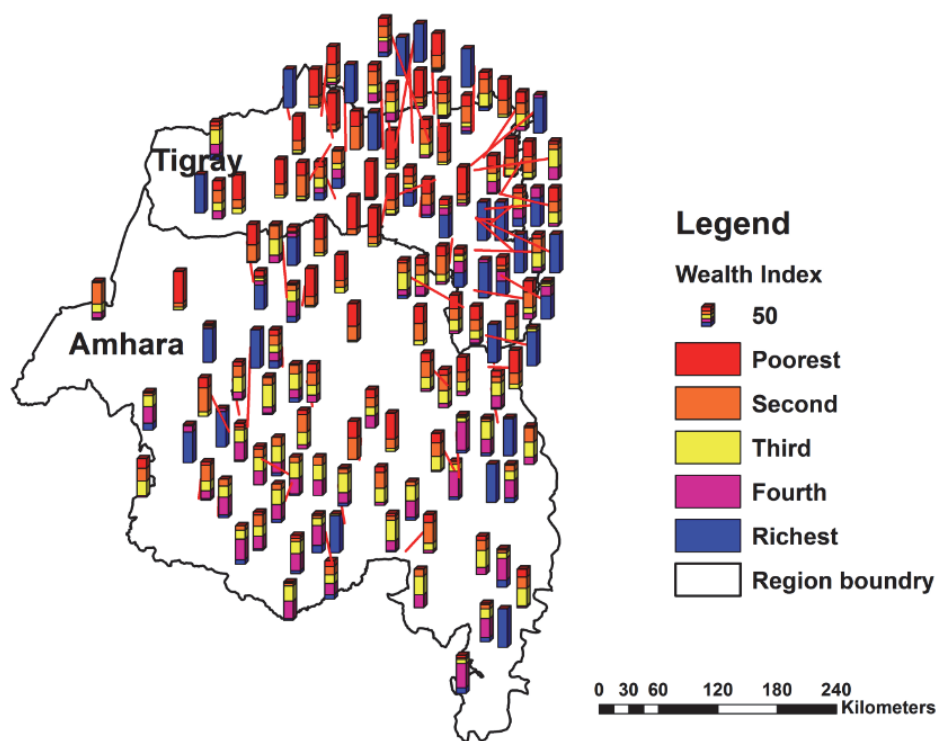 Tigray
Amhara
Legend
Wealth Index
50
Poorest
Second
Third
Fourth
Richest
Region boundry
0 30 60 120 180 240
Kilometers